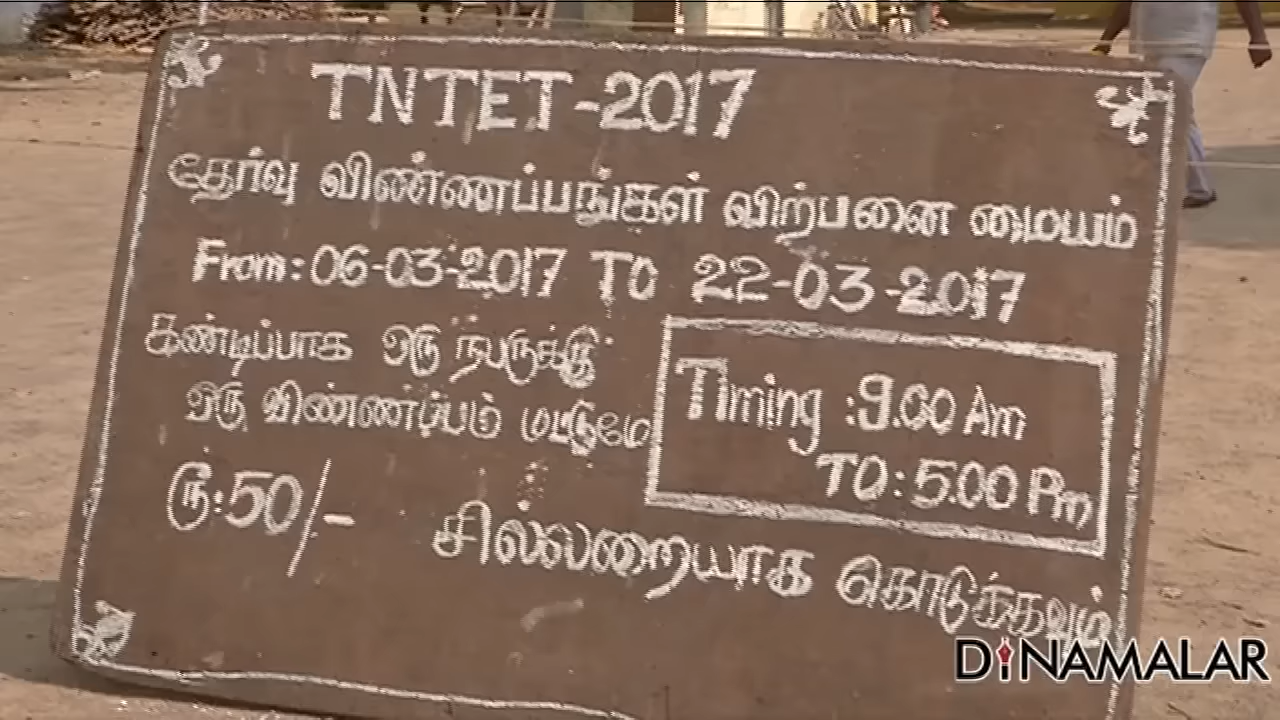 TNTET-2017
தேர்வு விண்ணப்பங்கள் விற்பனை மையம்
From: 06-03-2017 TO 22-03-2017
கண்டிப்பாக ஒரு நபருக்கு
ஒரு விண்ணப்பம் மட்டுமே
Timing : 9.00 Am
TO : 5.00 Pm
ரூ: 50/- சில்லறையாக கொடுக்கவும்
DINAMALAR